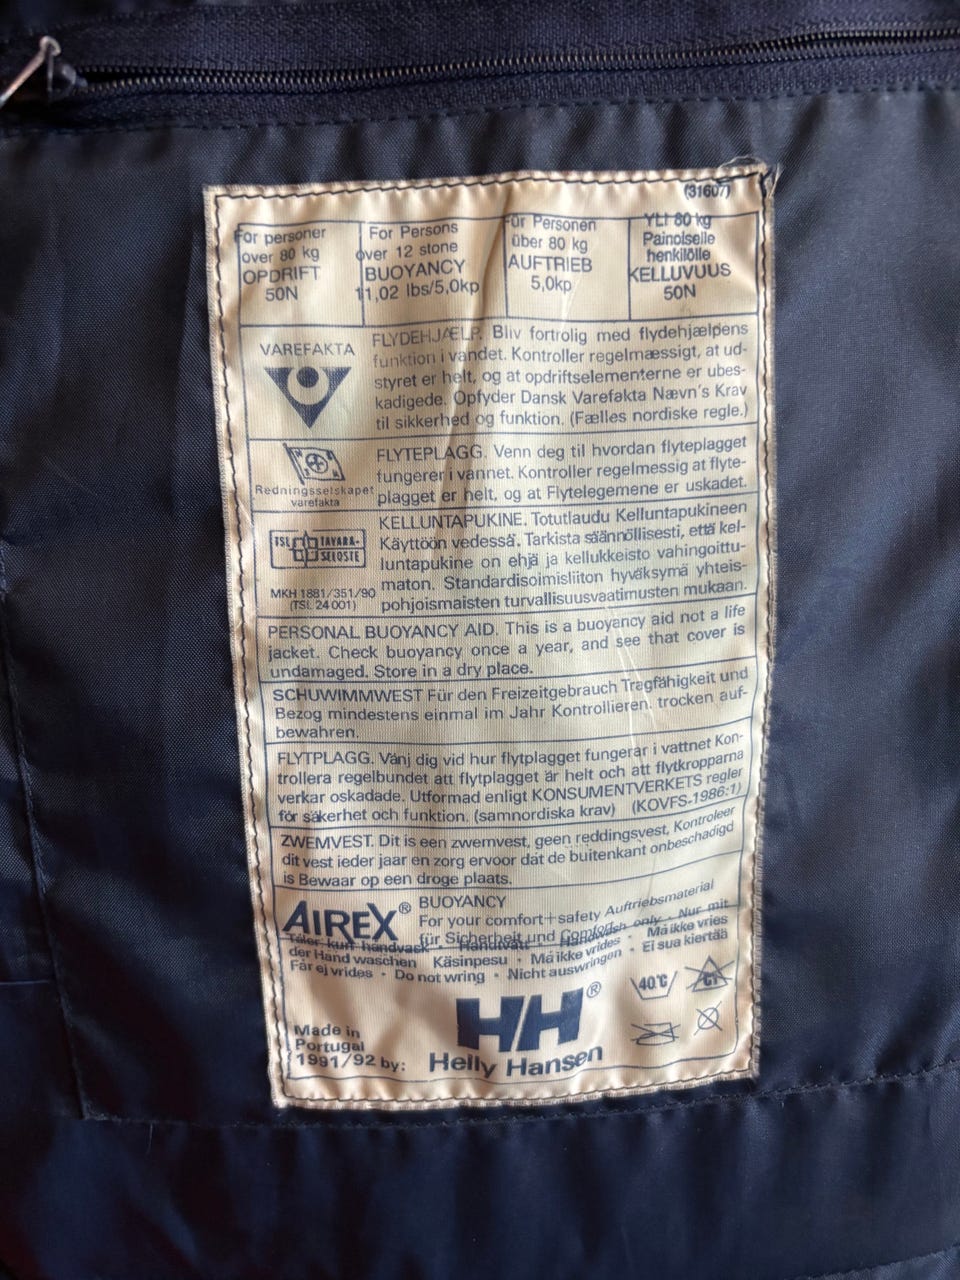 (31607)
For personer
over 80 kg
OPDRIFT
50N
For Persons
over 12 stone
BUOYANCY
11,02 lbs/5,0kp
Für Personen
über 80 kg
AUFTRIEB
5,0kp
YLI 80 kg
Painoiselle
henkilölle
KELLUVUUS
50N
VAREFAKTA
FLYDEHJÆLP. Bliv fortrolig med flydehjælpens
funktion i vandet. Kontroller regelmæssigt, at ud-
styret er helt, og at opdriftselementerne er ubes-
kadigede. Opfyder Dansk Varefakta Nævn's Krav
til sikkerhed og funktion. (Fælles nordiske regle.)
Redningsselskapet
varefakta
FLYTEPLAGG. Venn deg til hvordan flyteplagget
fungerer i vannet. Kontroller regelmessig at flyte-
plagget er helt, og at Flytelegemene er uskadet.
TSL TAVARA-
SELOSTE
MKH 1881/351/90
(TSL 24001)
KELLUNTAPUKINE. Totutlaudu Kelluntapukineen
Käyttöön vedessä. Tarkista säännöllisesti, että kel-
luntapukine on ehjä ja kellukkeisto vahingoittu-
maton. Standardisoimisliiton hyväksymä yhteis-
pohjoismaisten turvallisuusvaatimusten mukaan.
PERSONAL BUOYANCY AID. This is a buoyancy aid not a life
jacket. Check buoyancy once a year, and see that cover is
undamaged. Store in a dry place.
SCHUWIMMWEST Für den Freizeitgebrauch Tragfähigkeit und
Bezog mindestens einmal im Jahr Kontrollieren. trocken auf-
bewahren.
FLYTPLAGG. Vänj dig vid hur flytplagget fungerar i vattnet Kon-
trollera regelbundet att flytplagget är helt och att flytkropparna
verkar oskadade. Utformad enligt KONSUMENTVERKETS regler
för säkerhet och funktion. (samnordiska krav) (KOVFS-1986:1)
ZWEMVEST. Dit is een zwemvest, geen reddingsvest, Kontroleer
dit vest ieder jaar en zorg ervoor dat de buitenkant onbeschadigd
is Bewaar op een droge plaats.
AIREX®
BUOYANCY
For your comfort+safety Auftriebsmaterial
für Sicherheit und Comfort
Tåler kun håndvask • Handtvätt • Handwash only • Nur mit
der Hand waschen Käsinpesu • Må ikke vrides • Må ikke vries
Får ej vrides • Do not wring • Nicht auswringen • Ei sua kiertää
40°C
Cl
HH®
Helly Hansen
Made in
Portugal
1991/92 by: